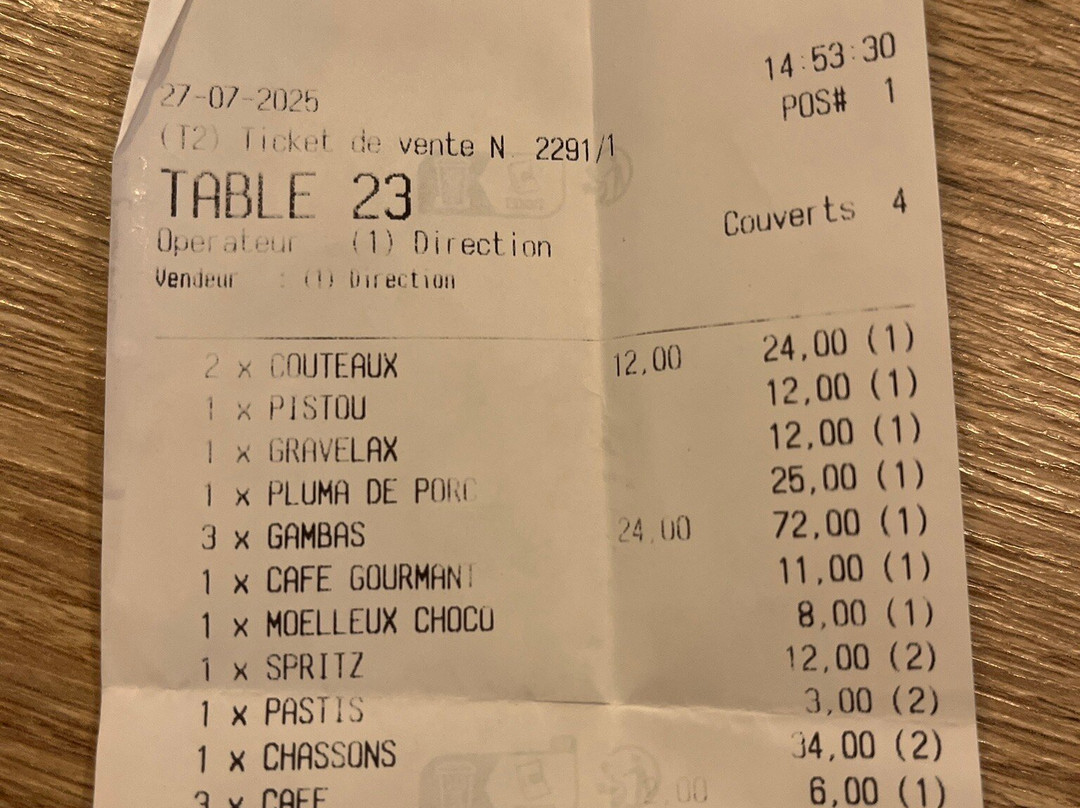 14:53:30
27-07-2025 POS# 1
(T2) Ticket de vente N. 2291/1
TABLE 23 Couverts 4
Operateur (1) Direction
Vendeur : (1) Direction
2 x COUTEAUX 12,00 24,00 (1)
1 x PISTOU 12,00 (1)
1 x GRAVELAX 12,00 (1)
1 x PLUMA DE PORC 25,00 (1)
3 x GAMBAS 24,00 72,00 (1)
1 x CAFE GOURMANT 11,00 (1)
1 x MOELLEUX CHOCO 8,00 (1)
1 x SPRITZ 12,00 (2)
1 x PASTIS 3,00 (2)
1 x CHASSONS 34,00 (2)
3 x CAFE 2,00 6,00 (1)